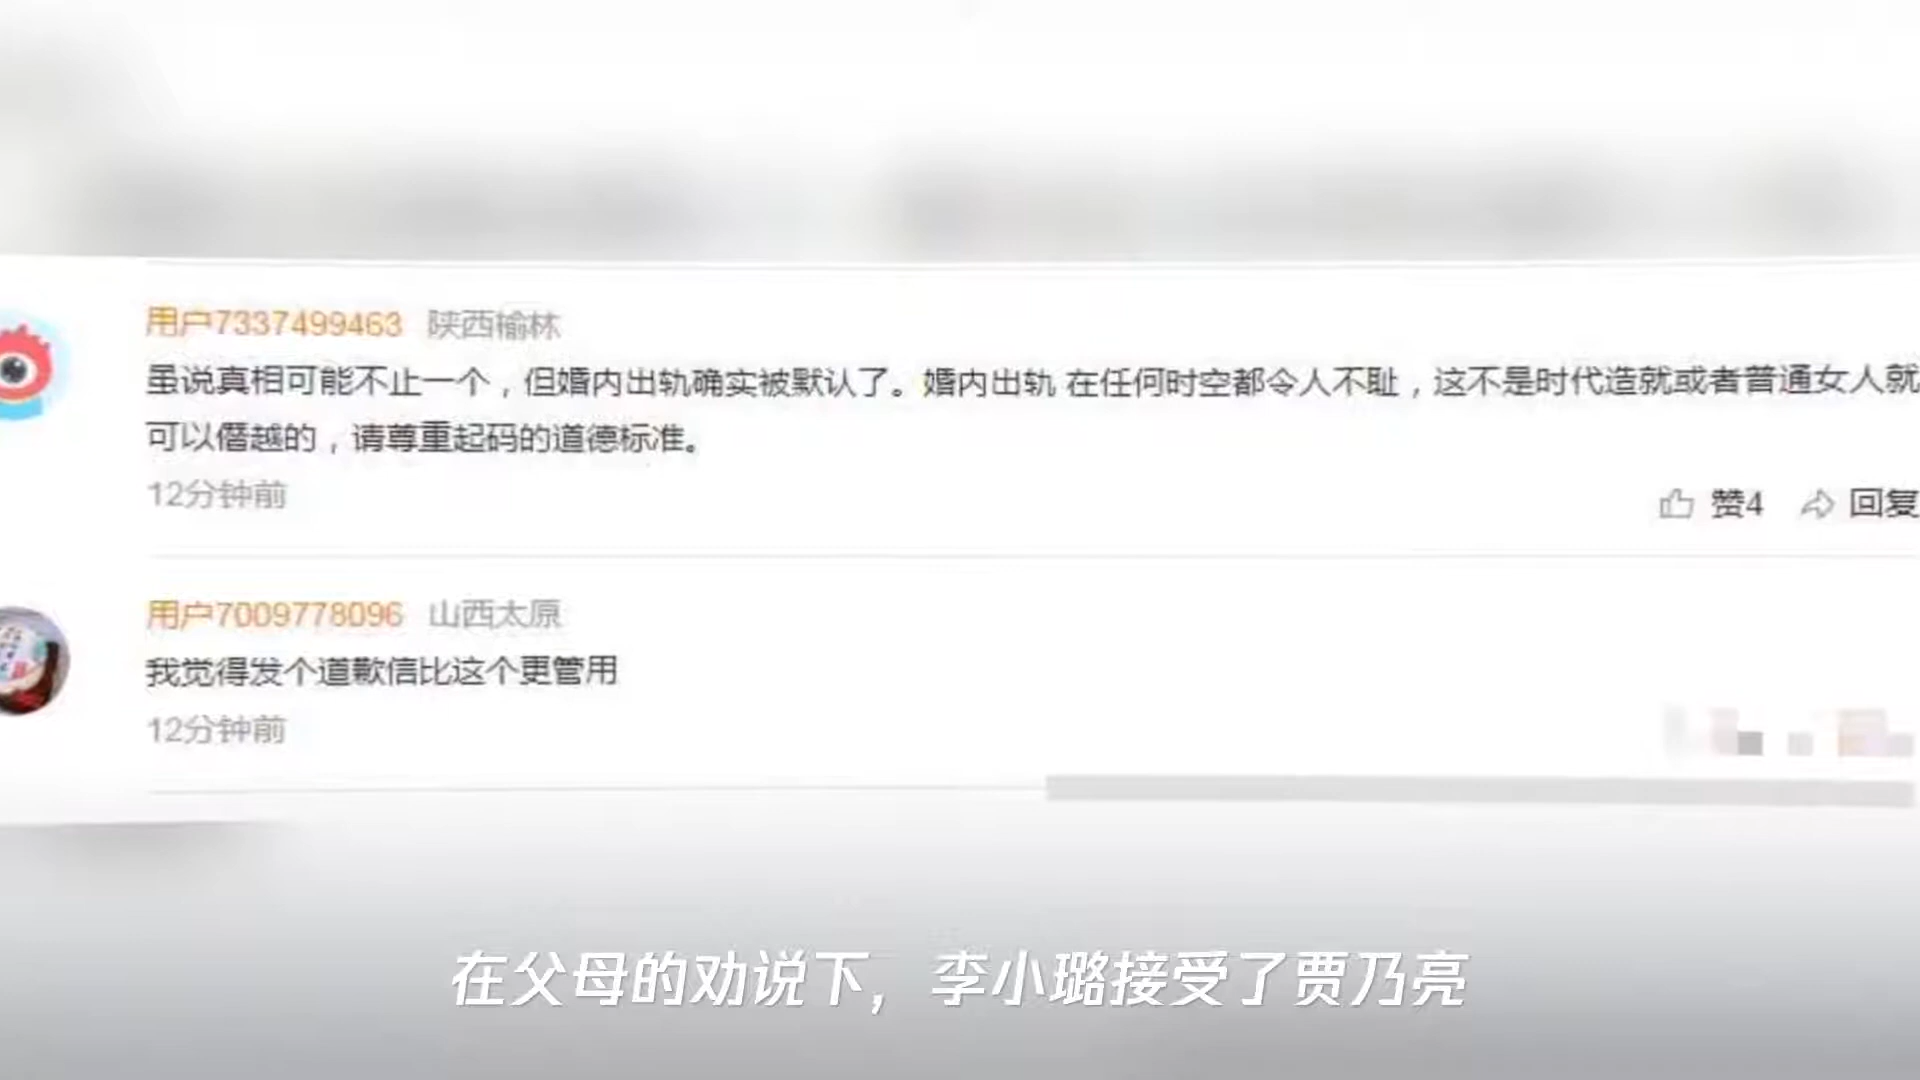 用户7337499463 陕西榆林
虽说真相可能不止一个，但婚内出轨确实被默认了。婚内出轨 在任何时空都令人不耻，这不是时代造就或者普通女人就
可以僭越的，请尊重起码的道德标准。
12分钟前
赞4 回复
用户7009778096 山西太原
我觉得发个道歉信比这个更管用
12分钟前
在父母的劝说下，李小璐接受了贾乃亮